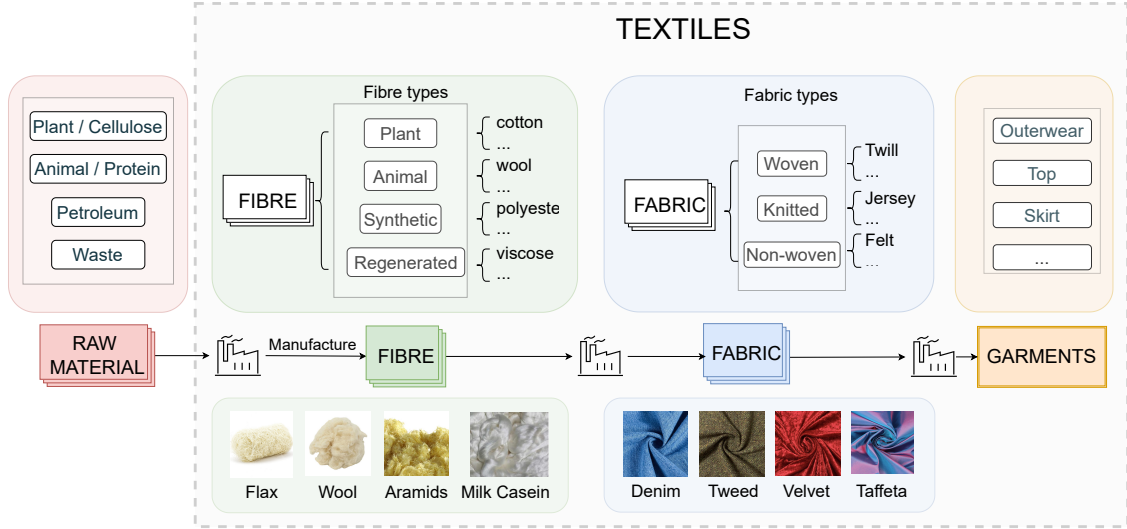 TEXTILES
Plant / Cellulose
Animal / Protein
Petroleum
Waste
Fibre types
FIBRE
Plant
cotton
...
Animal
wool
...
Synthetic
polyeste
...
Regenerated
viscose
...
Fabric types
FABRIC
Woven
Twill
...
Knitted
Jersey
...
Non-woven
Felt
...
Outerwear
Top
Skirt
...
RAW
MATERIAL
Manufacture
FIBRE
FABRIC
GARMENTS
Flax
Wool
Aramids
Milk Casein
Denim
Tweed
Velvet
Taffeta